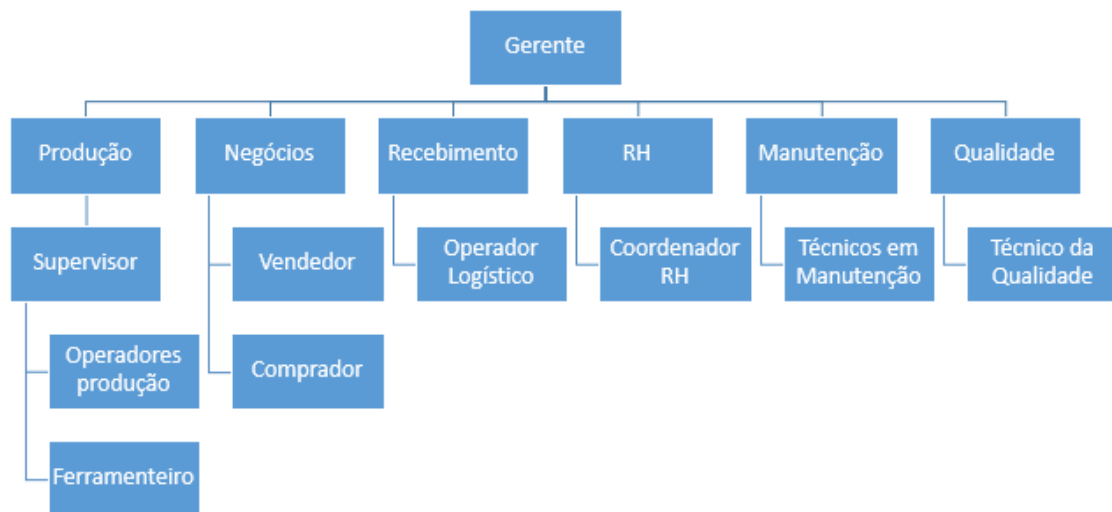 Gerente
Produção
Negócios
Recebimento
RH
Manutenção
Qualidade
Supervisor
Vendedor
Operador
Logístico
Coordenador
RH
Técnicos em
Manutenção
Técnico da
Qualidade
Operadores
produção
Comprador
Ferramenteiro